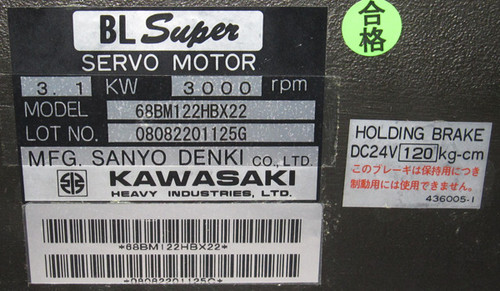 BL Super
SERVO MOTOR
3.1 KW 3000 rpm
MODEL 68BM122HBX22
LOT NO. 08082201125G
MFG. SANYO DENKI CO., LTD.
KAWASAKI
HEAVY INDUSTRIES, LTD.
*68BM122HBX22*
*08082201125G*
合格
HOLDING BRAKE
DC24V 120 kg-cm
このブレーキは保持用につき
制動用には使用できません。
436005-1